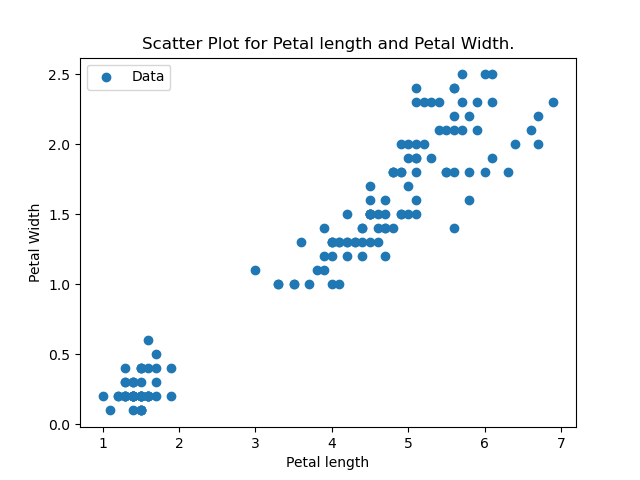 Scatter Plot for Petal length and Petal Width.
Data
2.5
2.0
1.5
1.0
0.5
0.0
Petal Width
1 2 3 4 5 6 7
Petal length